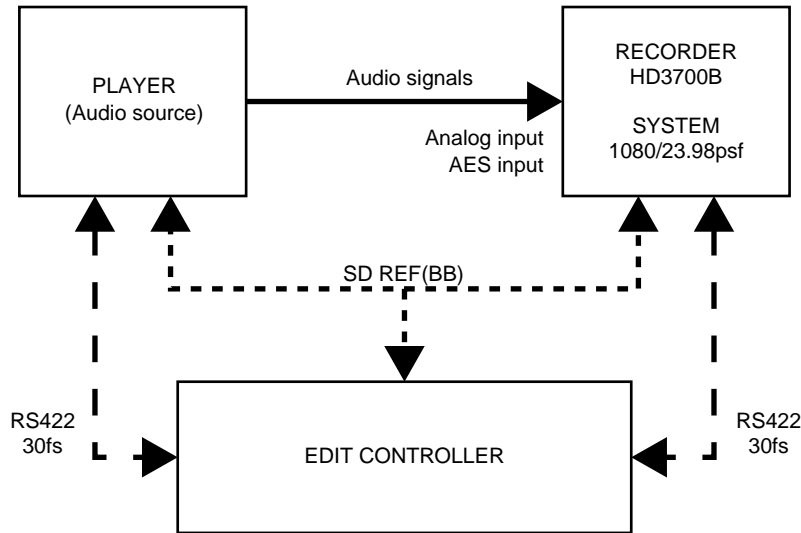 PLAYER
(Audio source)
Audio signals
Analog input
AES input
RECORDER
HD3700B
SYSTEM
1080/23.98psf
SD REF(BB)
RS422
30fs
EDIT CONTROLLER
RS422
30fs